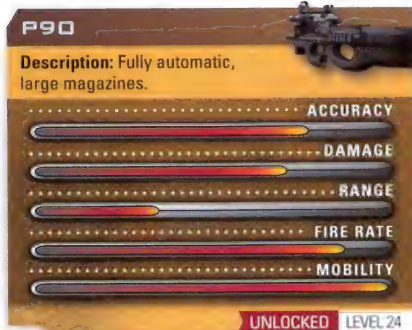 P90
Description: Fully automatic,
large magazines.
ACCURACY
DAMAGE
RANGE
FIRE RATE
MOBILITY
UNLOCKED LEVEL 24